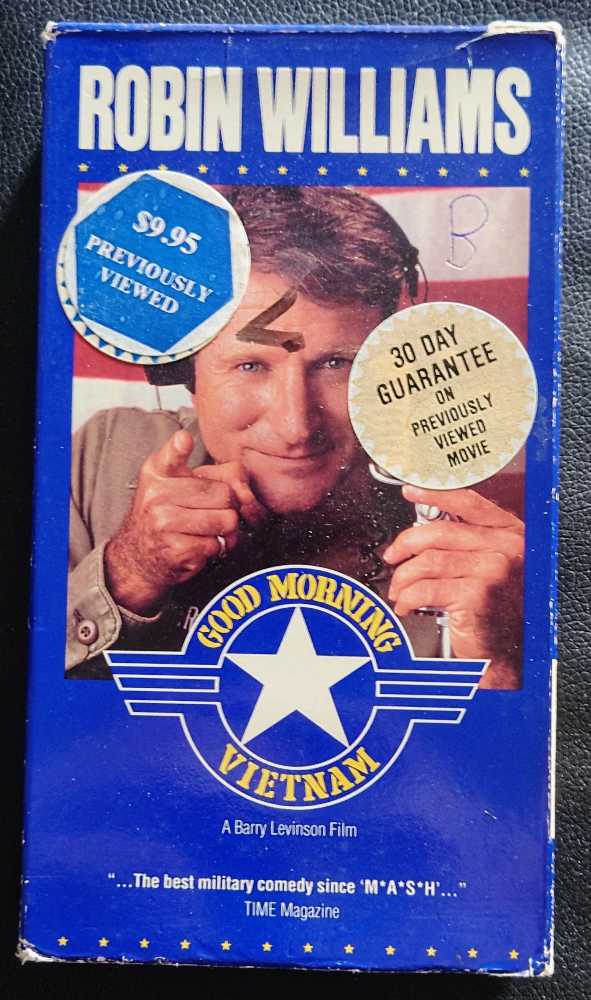 ROBIN WILLIAMS
$9.95
PREVIOUSLY
VIEWED
B
30 DAY
GUARANTEE
ON
PREVIOUSLY
VIEWED
MOVIE
GOOD MORNING
VIETNAM
A Barry Levinson Film
“...The best military comedy since ‘M*A*S*H’...”
TIME Magazine